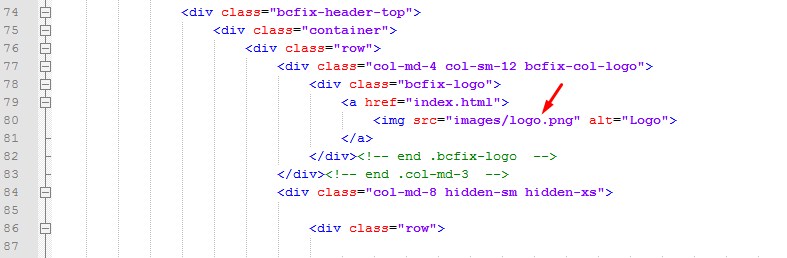 74 <div class="bcfix-header-top">
75 <div class="container">
76 <div class="row">
77 <div class="col-md-4 col-sm-12 bcfix-col-logo">
78 <div class="bcfix-logo">
79 <a href="index.html">
80 <img src="images/logo.png" alt="Logo">
81 </a>
82 </div><!-- end .bcfix-logo  -->
83 </div><!-- end .col-md-3  -->
84 <div class="col-md-8 hidden-sm hidden-xs">
85
86 <div class="row">
87